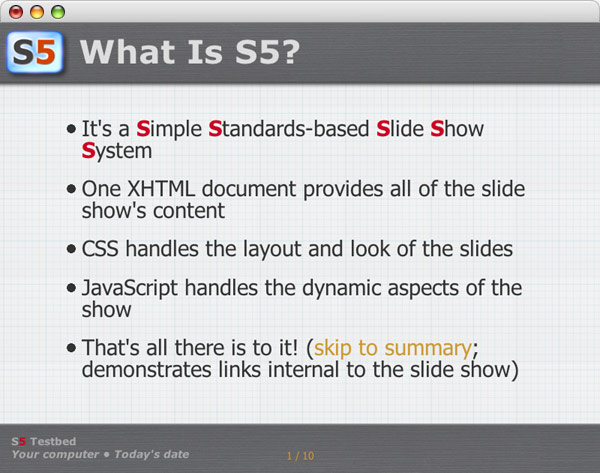 S5 What Is S5?
• It's a Simple Standards-based Slide Show
System
• One XHTML document provides all of the slide
show's content
• CSS handles the layout and look of the slides
• JavaScript handles the dynamic aspects of the
show
• That's all there is to it! (skip to summary;
demonstrates links internal to the slide show)
S5 Testbed
Your computer • Today's date
1 / 10